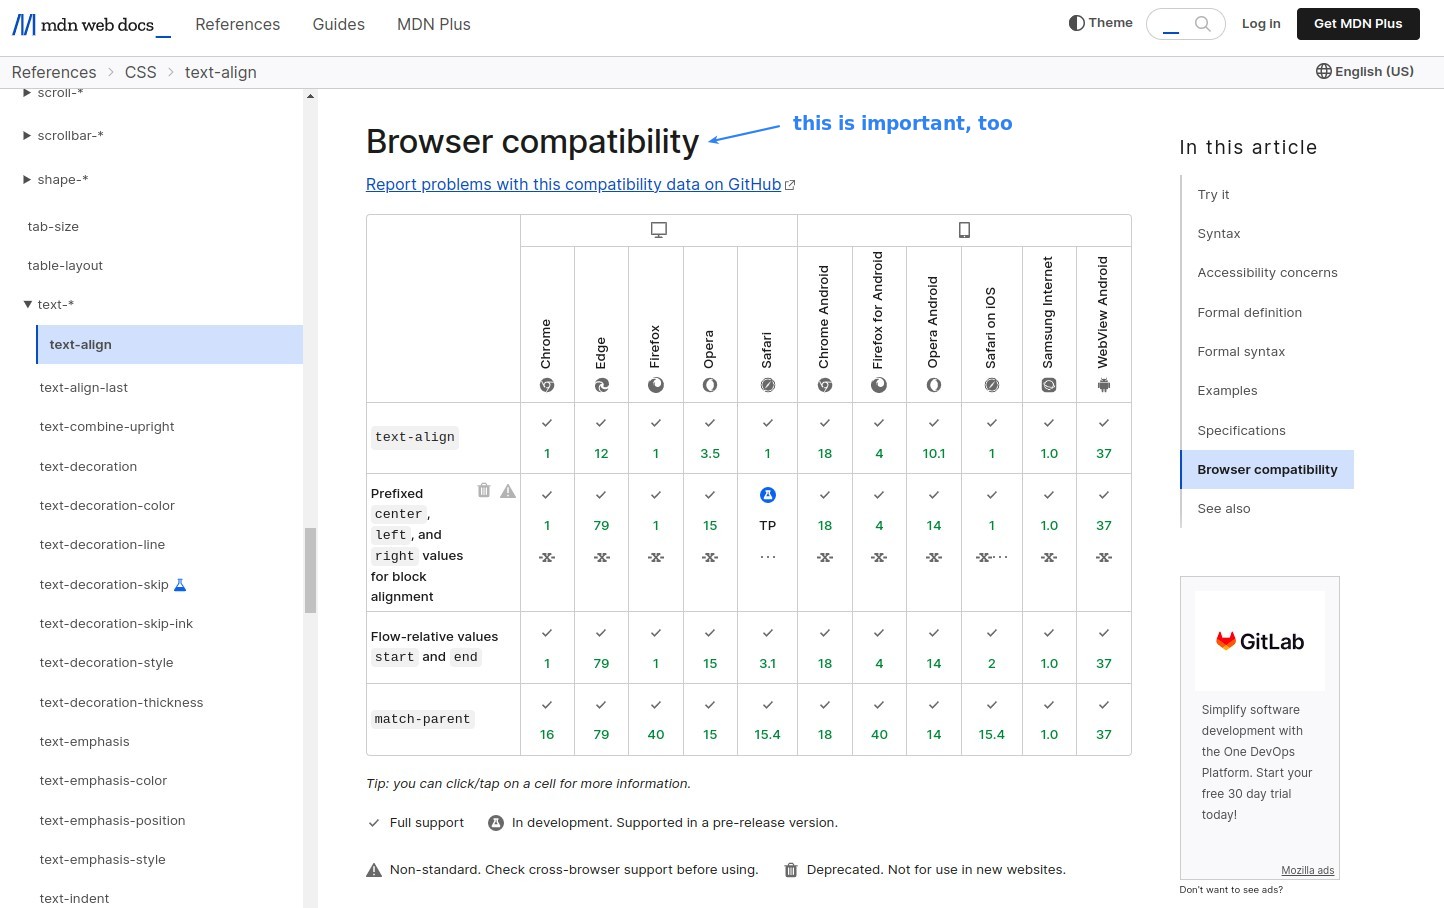 mdn web docs_
References
Guides
MDN Plus
Theme
Log in
Get MDN Plus
References
CSS
text-align
English (US)
scroll-*
scrollbar-*
shape-*
tab-size
table-layout
text-*
text-align
text-align-last
text-combine-upright
text-decoration
text-decoration-color
text-decoration-line
text-decoration-skip
text-decoration-skip-ink
text-decoration-style
text-decoration-thickness
text-emphasis
text-emphasis-color
text-emphasis-position
text-emphasis-style
text-indent
Browser compatibility
this is important, too
Report problems with this compatibility data on GitHub
Chrome
Edge
Firefox
Opera
Safari
Chrome Android
Firefox for Android
Opera Android
Safari on iOS
Samsung Internet
WebView Android
text-align
1 12 1 3.5 1 18 4 10.1 1 1.0 37
Prefixed
center,
left, and
right values
for block
alignment
1 79 1 15 TP 18 4 14 1 1.0 37
-x- -x- -x- -x- ... -x- -x- -x- -x-... -x- -x-
Flow-relative values
start and end
1 79 1 15 3.1 18 4 14 2 1.0 37
match-parent
16 79 40 15 15.4 18 40 14 15.4 1.0 37
Tip: you can click/tap on a cell for more information.
Full support
In development. Supported in a pre-release version.
Non-standard. Check cross-browser support before using.
Deprecated. Not for use in new websites.
In this article
Try it
Syntax
Accessibility concerns
Formal definition
Formal syntax
Examples
Specifications
Browser compatibility
See also
GitLab
Simplify software
development with
the One DevOps
Platform. Start your
free 30 day trial
today!
Mozilla ads
Don't want to see ads?